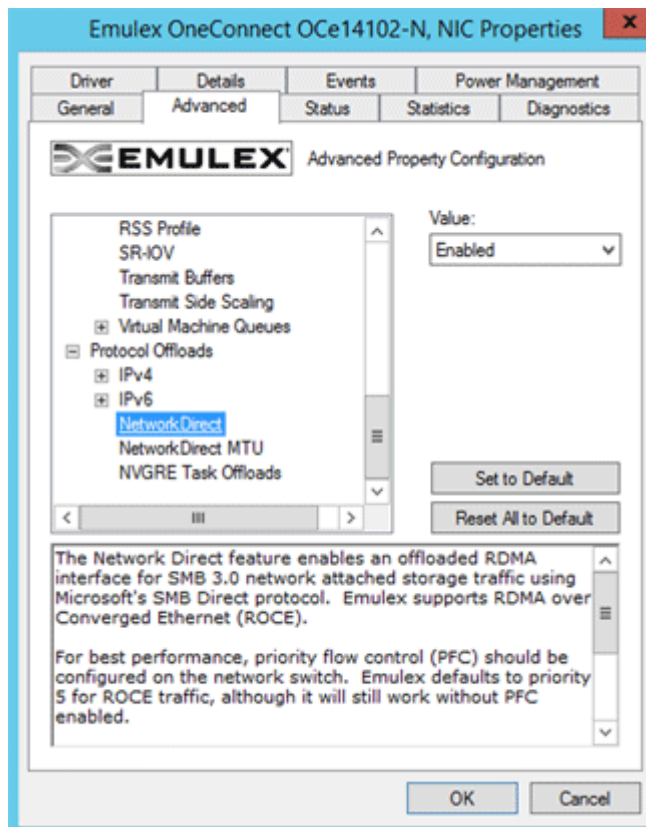 Emulex OneConnect OCe14102-N, NIC Properties
x
Driver Details Events Power Management
General Advanced Status Statistics Diagnostics
EMULEX Advanced Property Configuration
Value:
Enabled
RSS Profile
SR-IOV
Transmit Buffers
Transmit Side Scaling
Virtual Machine Queues
Protocol Offloads
IPv4
IPv6
NetworkDirect
NetworkDirect MTU
NVGRE Task Offloads
Set to Default
Reset All to Default
The Network Direct feature enables an offloaded RDMA
interface for SMB 3.0 network attached storage traffic using
Microsoft's SMB Direct protocol. Emulex supports RDMA over
Converged Ethernet (ROCE).
For best performance, priority flow control (PFC) should be
configured on the network switch. Emulex defaults to priority
5 for ROCE traffic, although it will still work without PFC
enabled.
OK Cancel